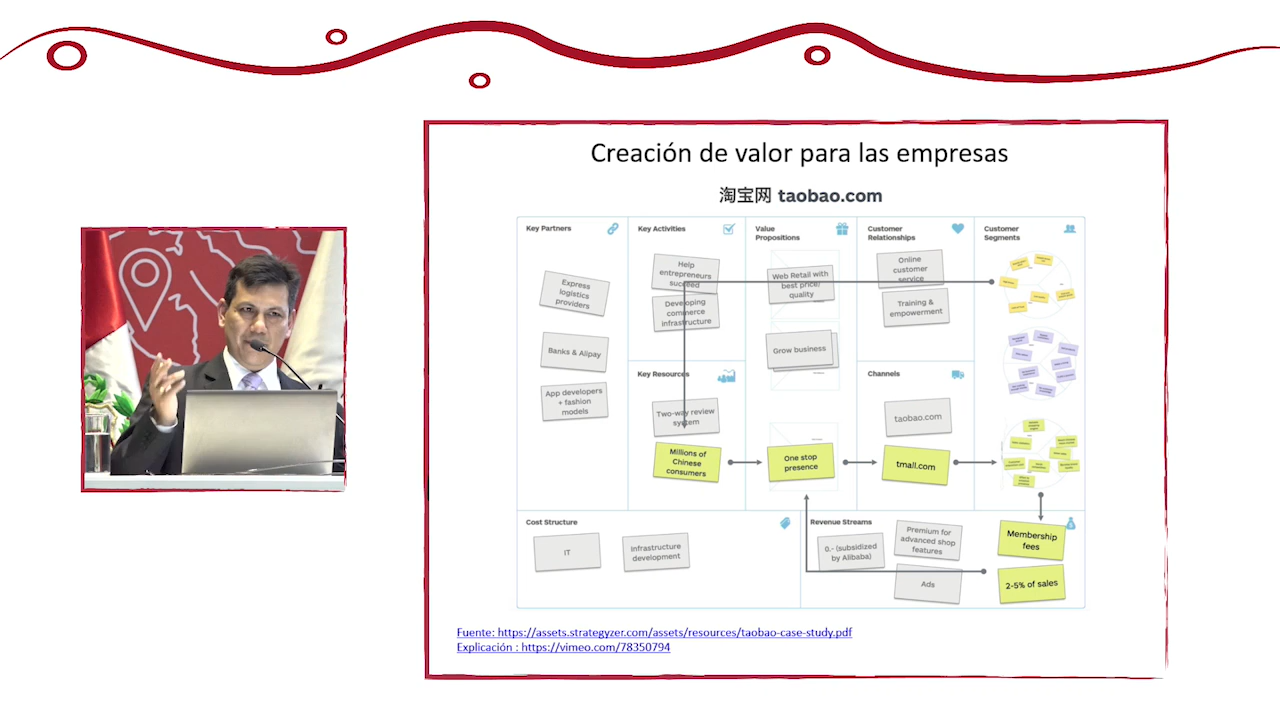 Creación de valor para las empresas
淘宝网 taobao.com
Key Partners
Express
logistics
providers
Banks & Alipay
App developers
+ fashion
models
Key Activities
Help
entrepreneurs
succeed
Developing
commerce
infrastructure
Key Resources
Two-way review
system
Millions of
Chinese
consumers
Value
Propositions
Web Retail with
best price/
quality
Grow business
One stop
presence
Customer
Relationships
Online
customer
service
Training &
empowerment
Channels
taobao.com
tmall.com
Customer
Segments
Cost Structure
IT
Infrastructure
development
Revenue Streams
0.- (subsidized
by Alibaba)
Premium for
advanced shop
features
Ads
Membership
fees
2-5% of sales
Fuente: https://assets.strategyzer.com/assets/resources/taobao-case-study.pdf
Explicación : https://vimeo.com/78350794